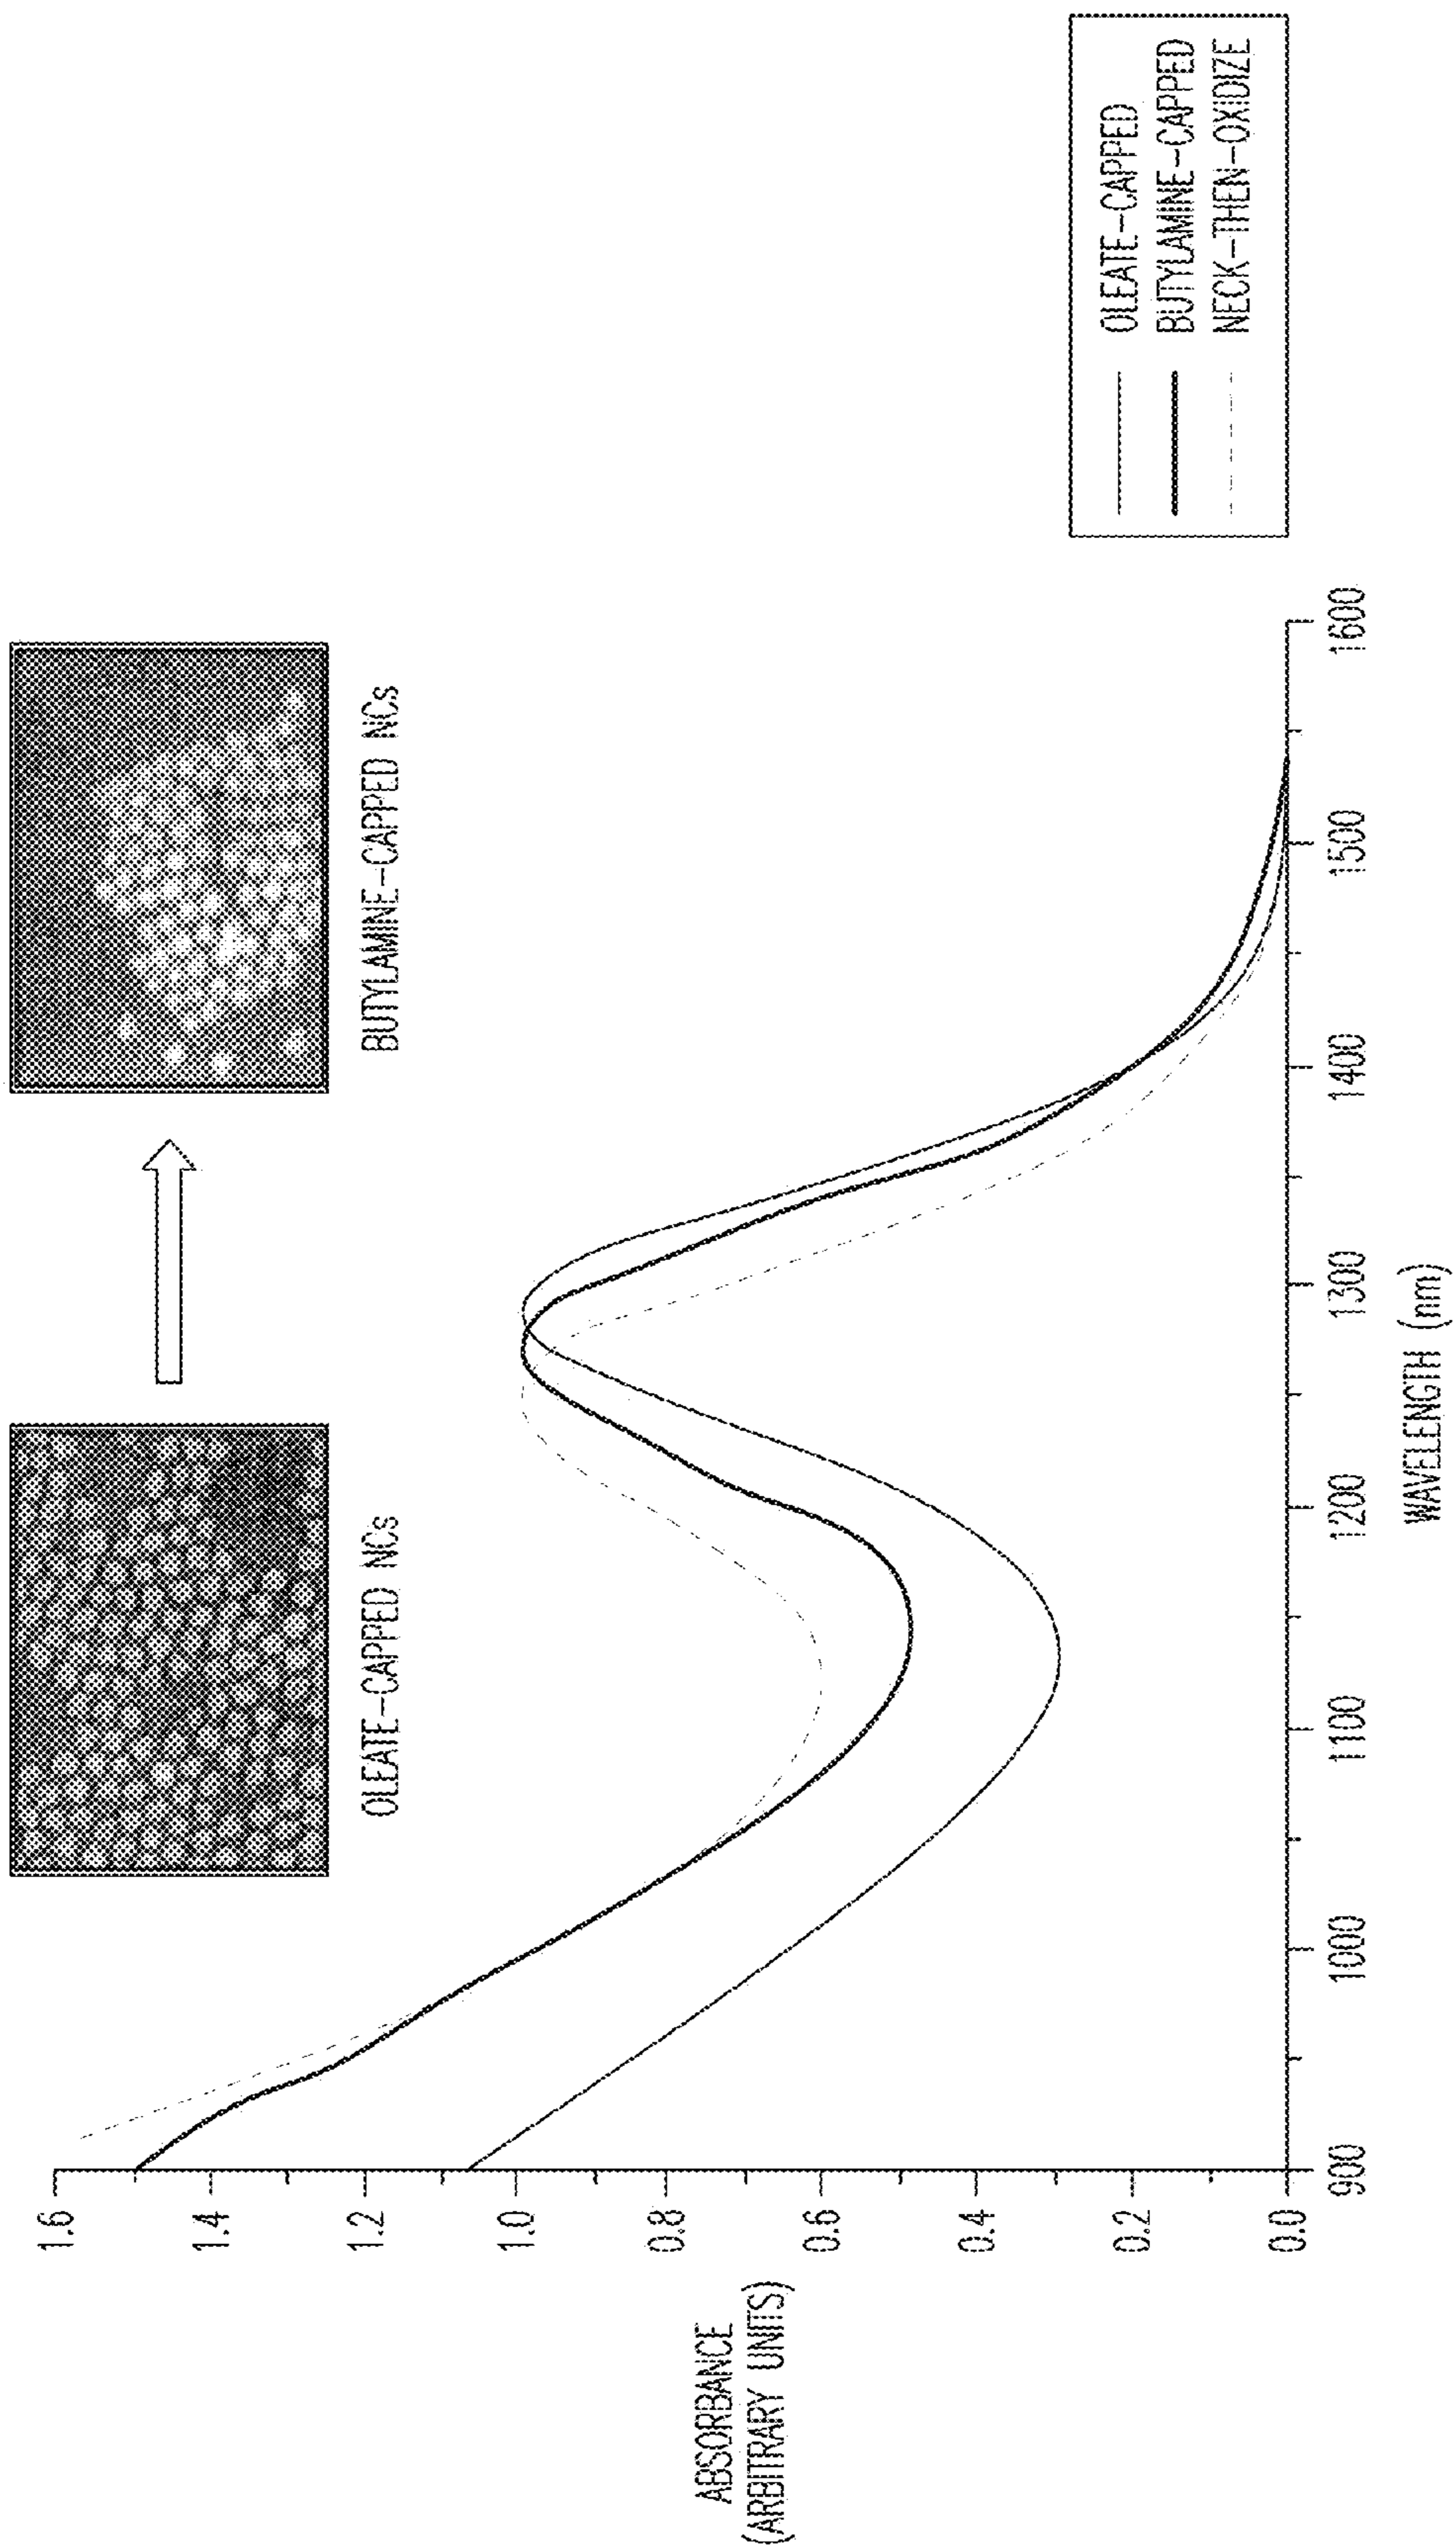 OLEATE-CAPPED NCs
BUTYLAMINE-CAPPED NCs
ABSORBANCE
(ARBITRARY UNITS)
1.6
1.4
1.2
1.0
0.8
0.6
0.4
0.2
0.0
900
1000
1100
1200
1300
1400
1500
1600
WAVELENGTH (nm)
OLEATE-CAPPED
BUTYLAMINE-CAPPED
NECK-THEN-OXIDIZE